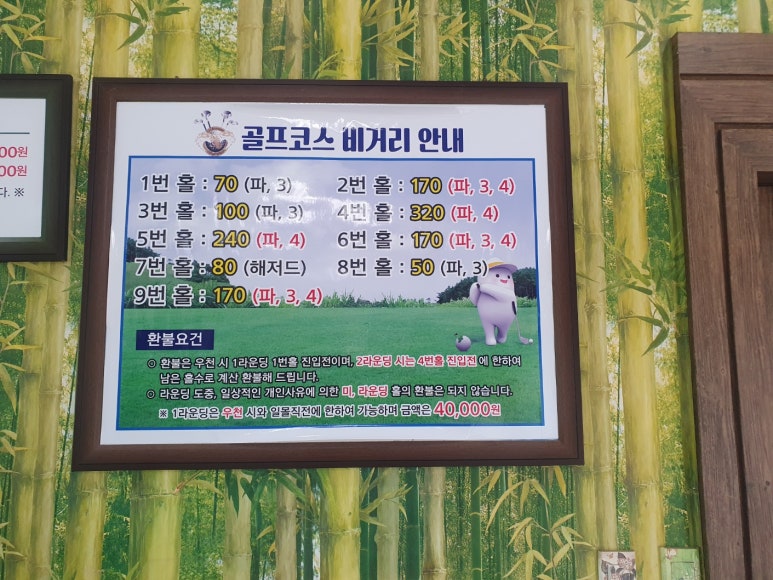 골프코스 비거리 안내
1번 홀 : 70 (파, 3)
2번 홀 : 170 (파, 3, 4)
3번 홀 : 100 (파, 3)
4번 홀 : 320 (파, 4)
5번 홀 : 240 (파, 4)
6번 홀 : 170 (파, 3, 4)
7번 홀 : 80 (해저드)
8번 홀 : 50 (파, 3)
9번 홀 : 170 (파, 3, 4)
환불요건
◎ 환불은 우천 시 1라운딩 1번홀 진입전이며, 2라운딩 시는 4번홀 진입전 에 한하여
남은 홀수로 계산 환불해 드립니다.
◎ 라운딩 도중, 일상적인 개인사유에 의한 미, 라운딩 홀의 환불은 되지 않습니다.
※ 1라운딩은 우천 시와 일몰직전에 한하여 가능하며 금액은 40,000원
00원
00원
다. ※